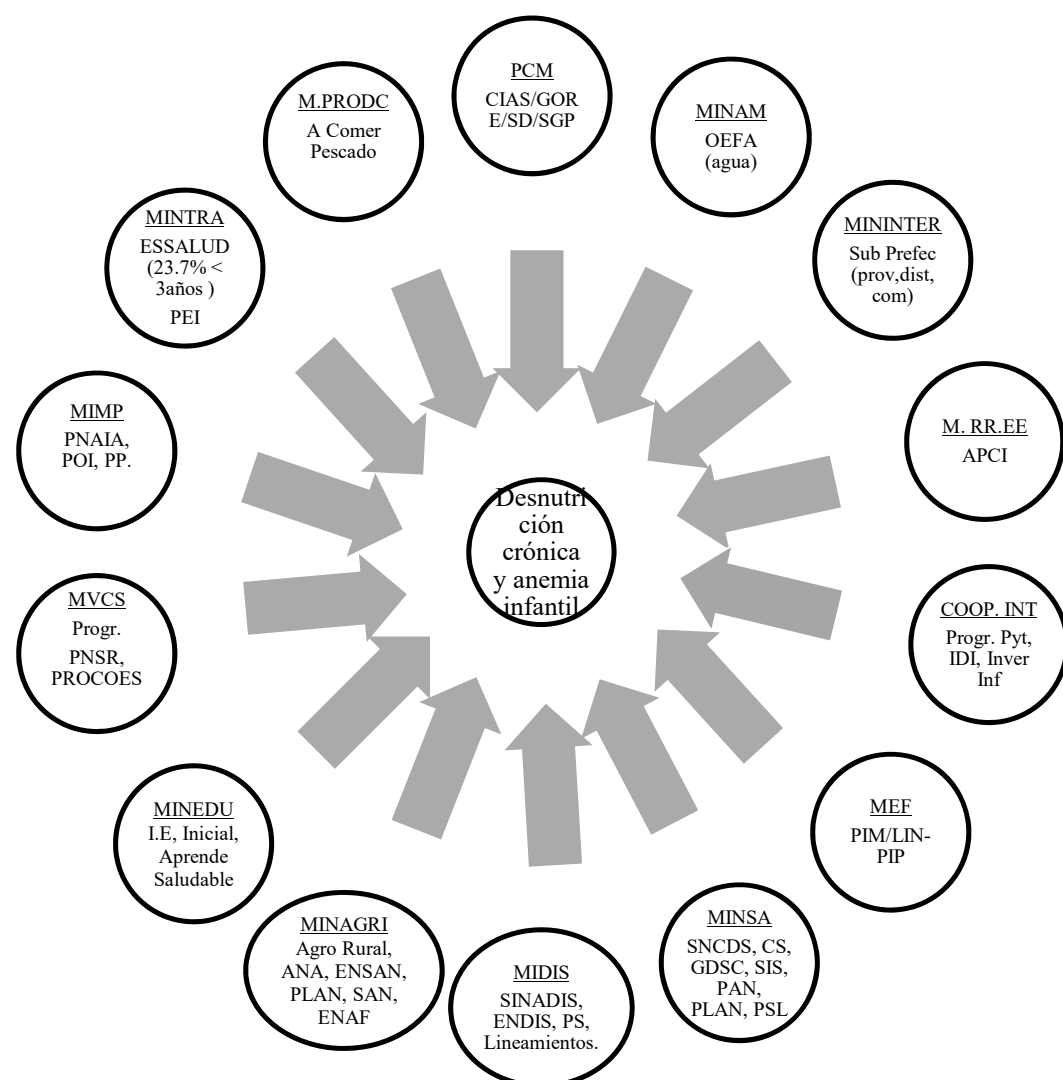 PCM
CIAS/GOR
E/SD/SGP
MINAM
OEFA
(agua)
MININTER
Sub Prefec
(prov,dist,
com)
M. RR.EE
APCI
COOP. INT
Progr. Pyt,
IDI, Inver
Inf
MEF
PIM/LIN-
PIP
MINSA
SNCDS, CS,
GDSC, SIS,
PAN,
PLAN, PSL
MIDIS
SINADIS,
ENDIS, PS,
Lineamientos.
MINAGRI
Agro Rural,
ANA, ENSAN,
PLAN, SAN,
ENAF
MINEDU
I.E, Inicial,
Aprende
Saludable
MVCS
Progr.
PNSR,
PROCOES
MIMP
PNAIA,
POI, PP.
MINTRA
ESSALUD
(23.7% <
3años )
PEI
M.PRODC
A Comer
Pescado
Desnutri
ción
crónica
y anemia
infantil